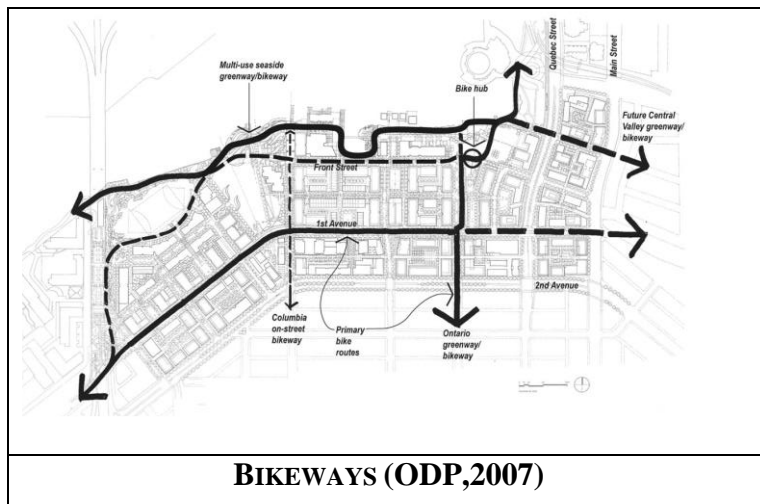 Quebec Street
Main Street
Multi-use seaside
greenway/bikeway
Bike hub
Future Central
Valley greenway/
bikeway
Front Street
1st Avenue
2nd Avenue
Columbia
on-street
bikeway
Primary
bike
routes
Ontario
greenway/
bikeway
BIKEWAYS (ODP,2007)